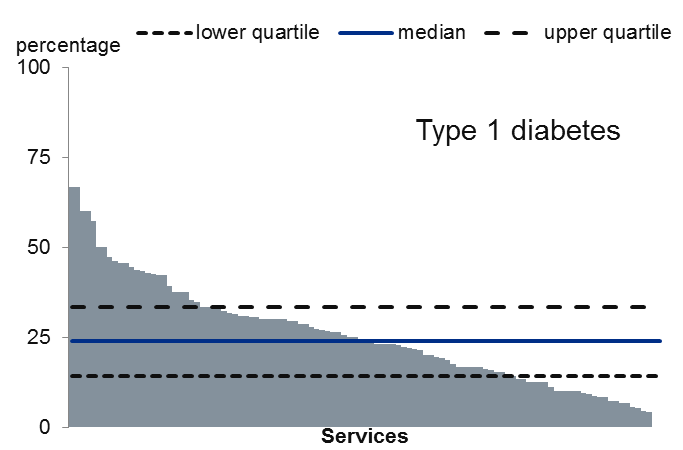 lower quartile median upper quartile
percentage
100
Type 1 diabetes
75
50
25
0
Services